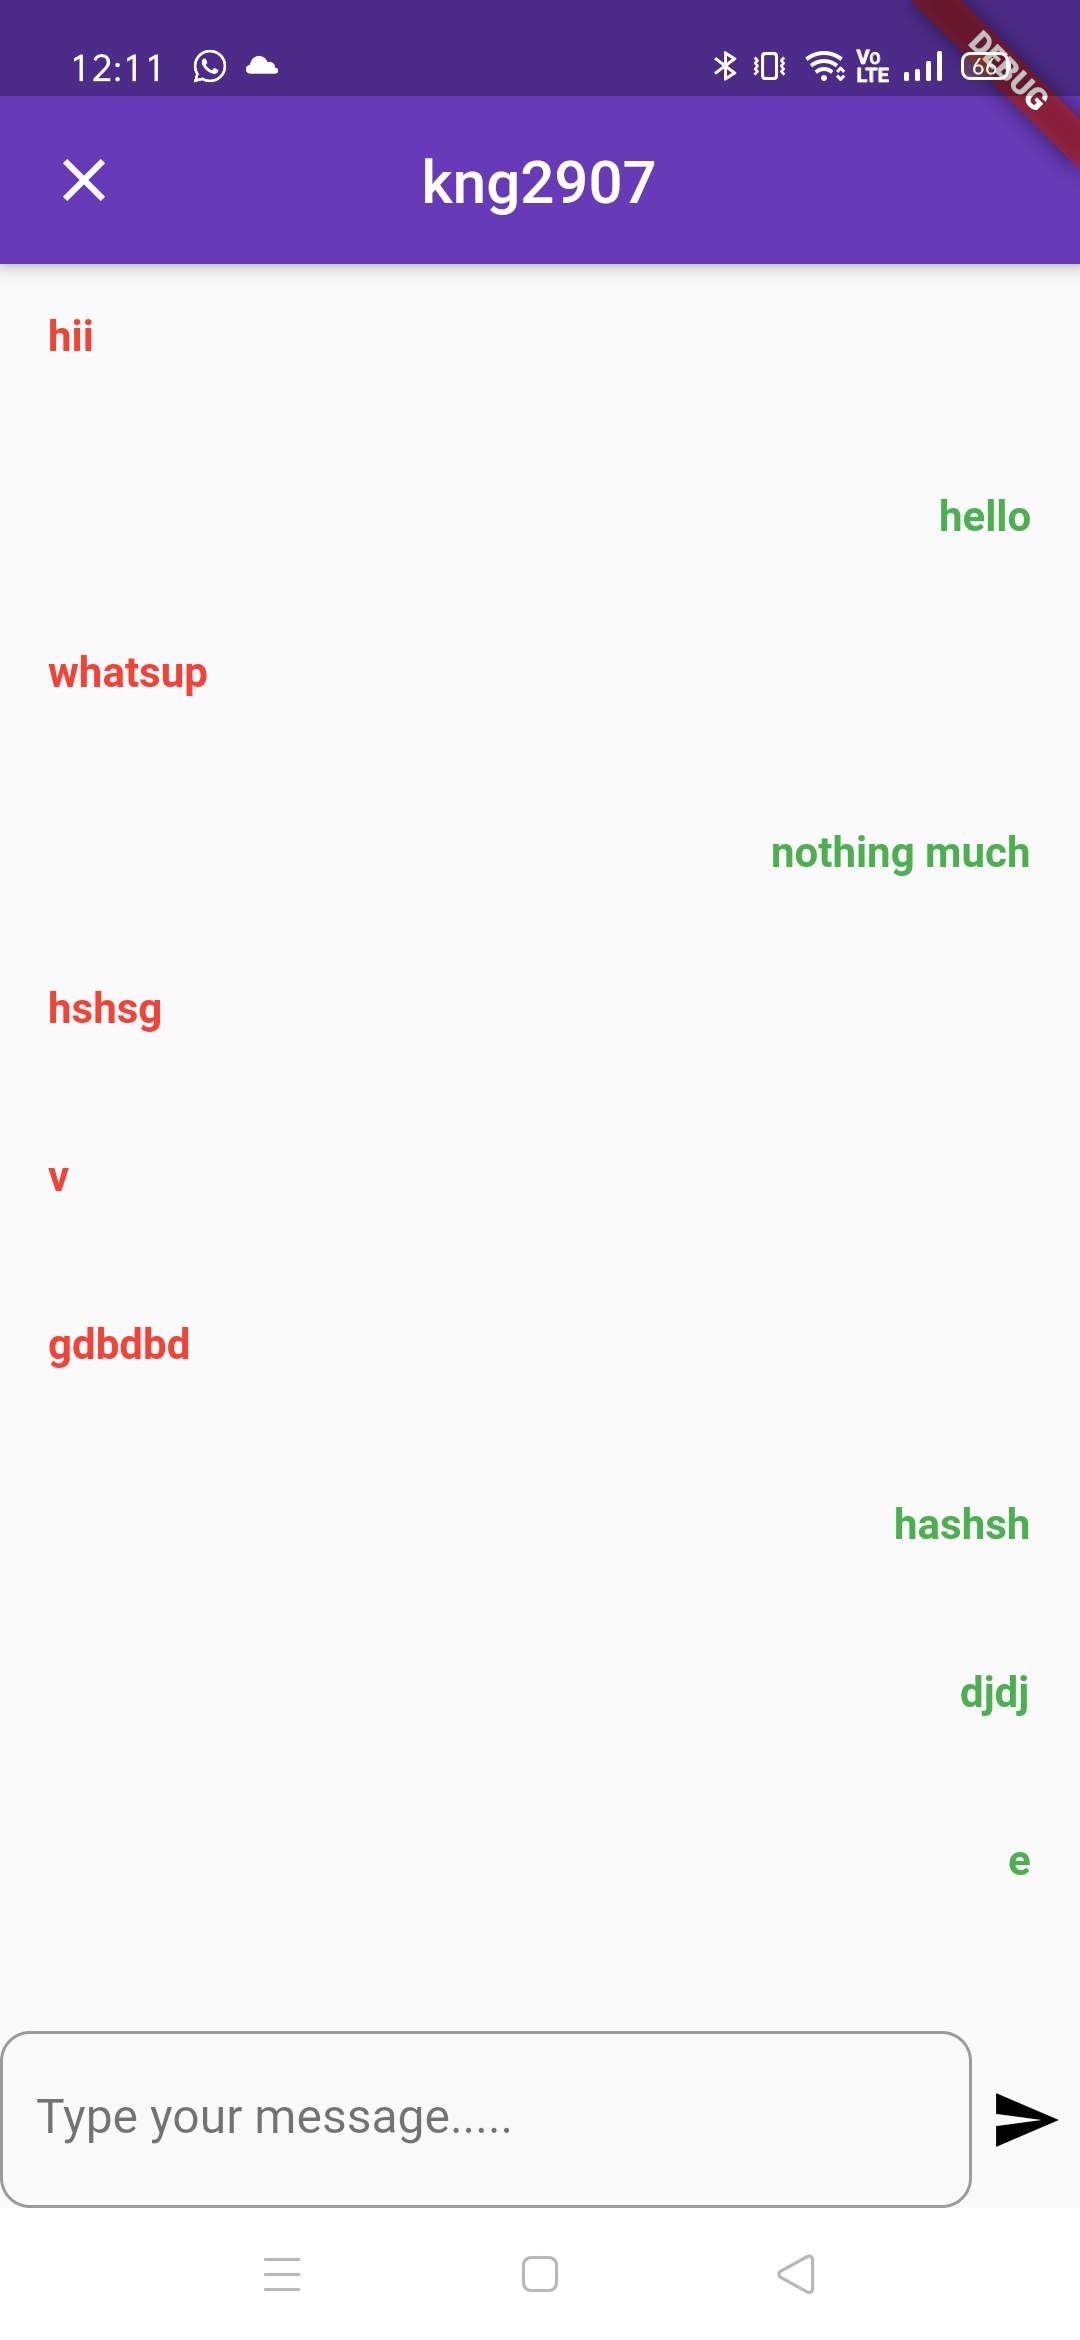 12:11 Vo LTE 66 DEBUG
kng2907
hii
hello
whatsup
nothing much
hshsg
v
gdbdbd
hashsh
djdj
e
Type your message.....